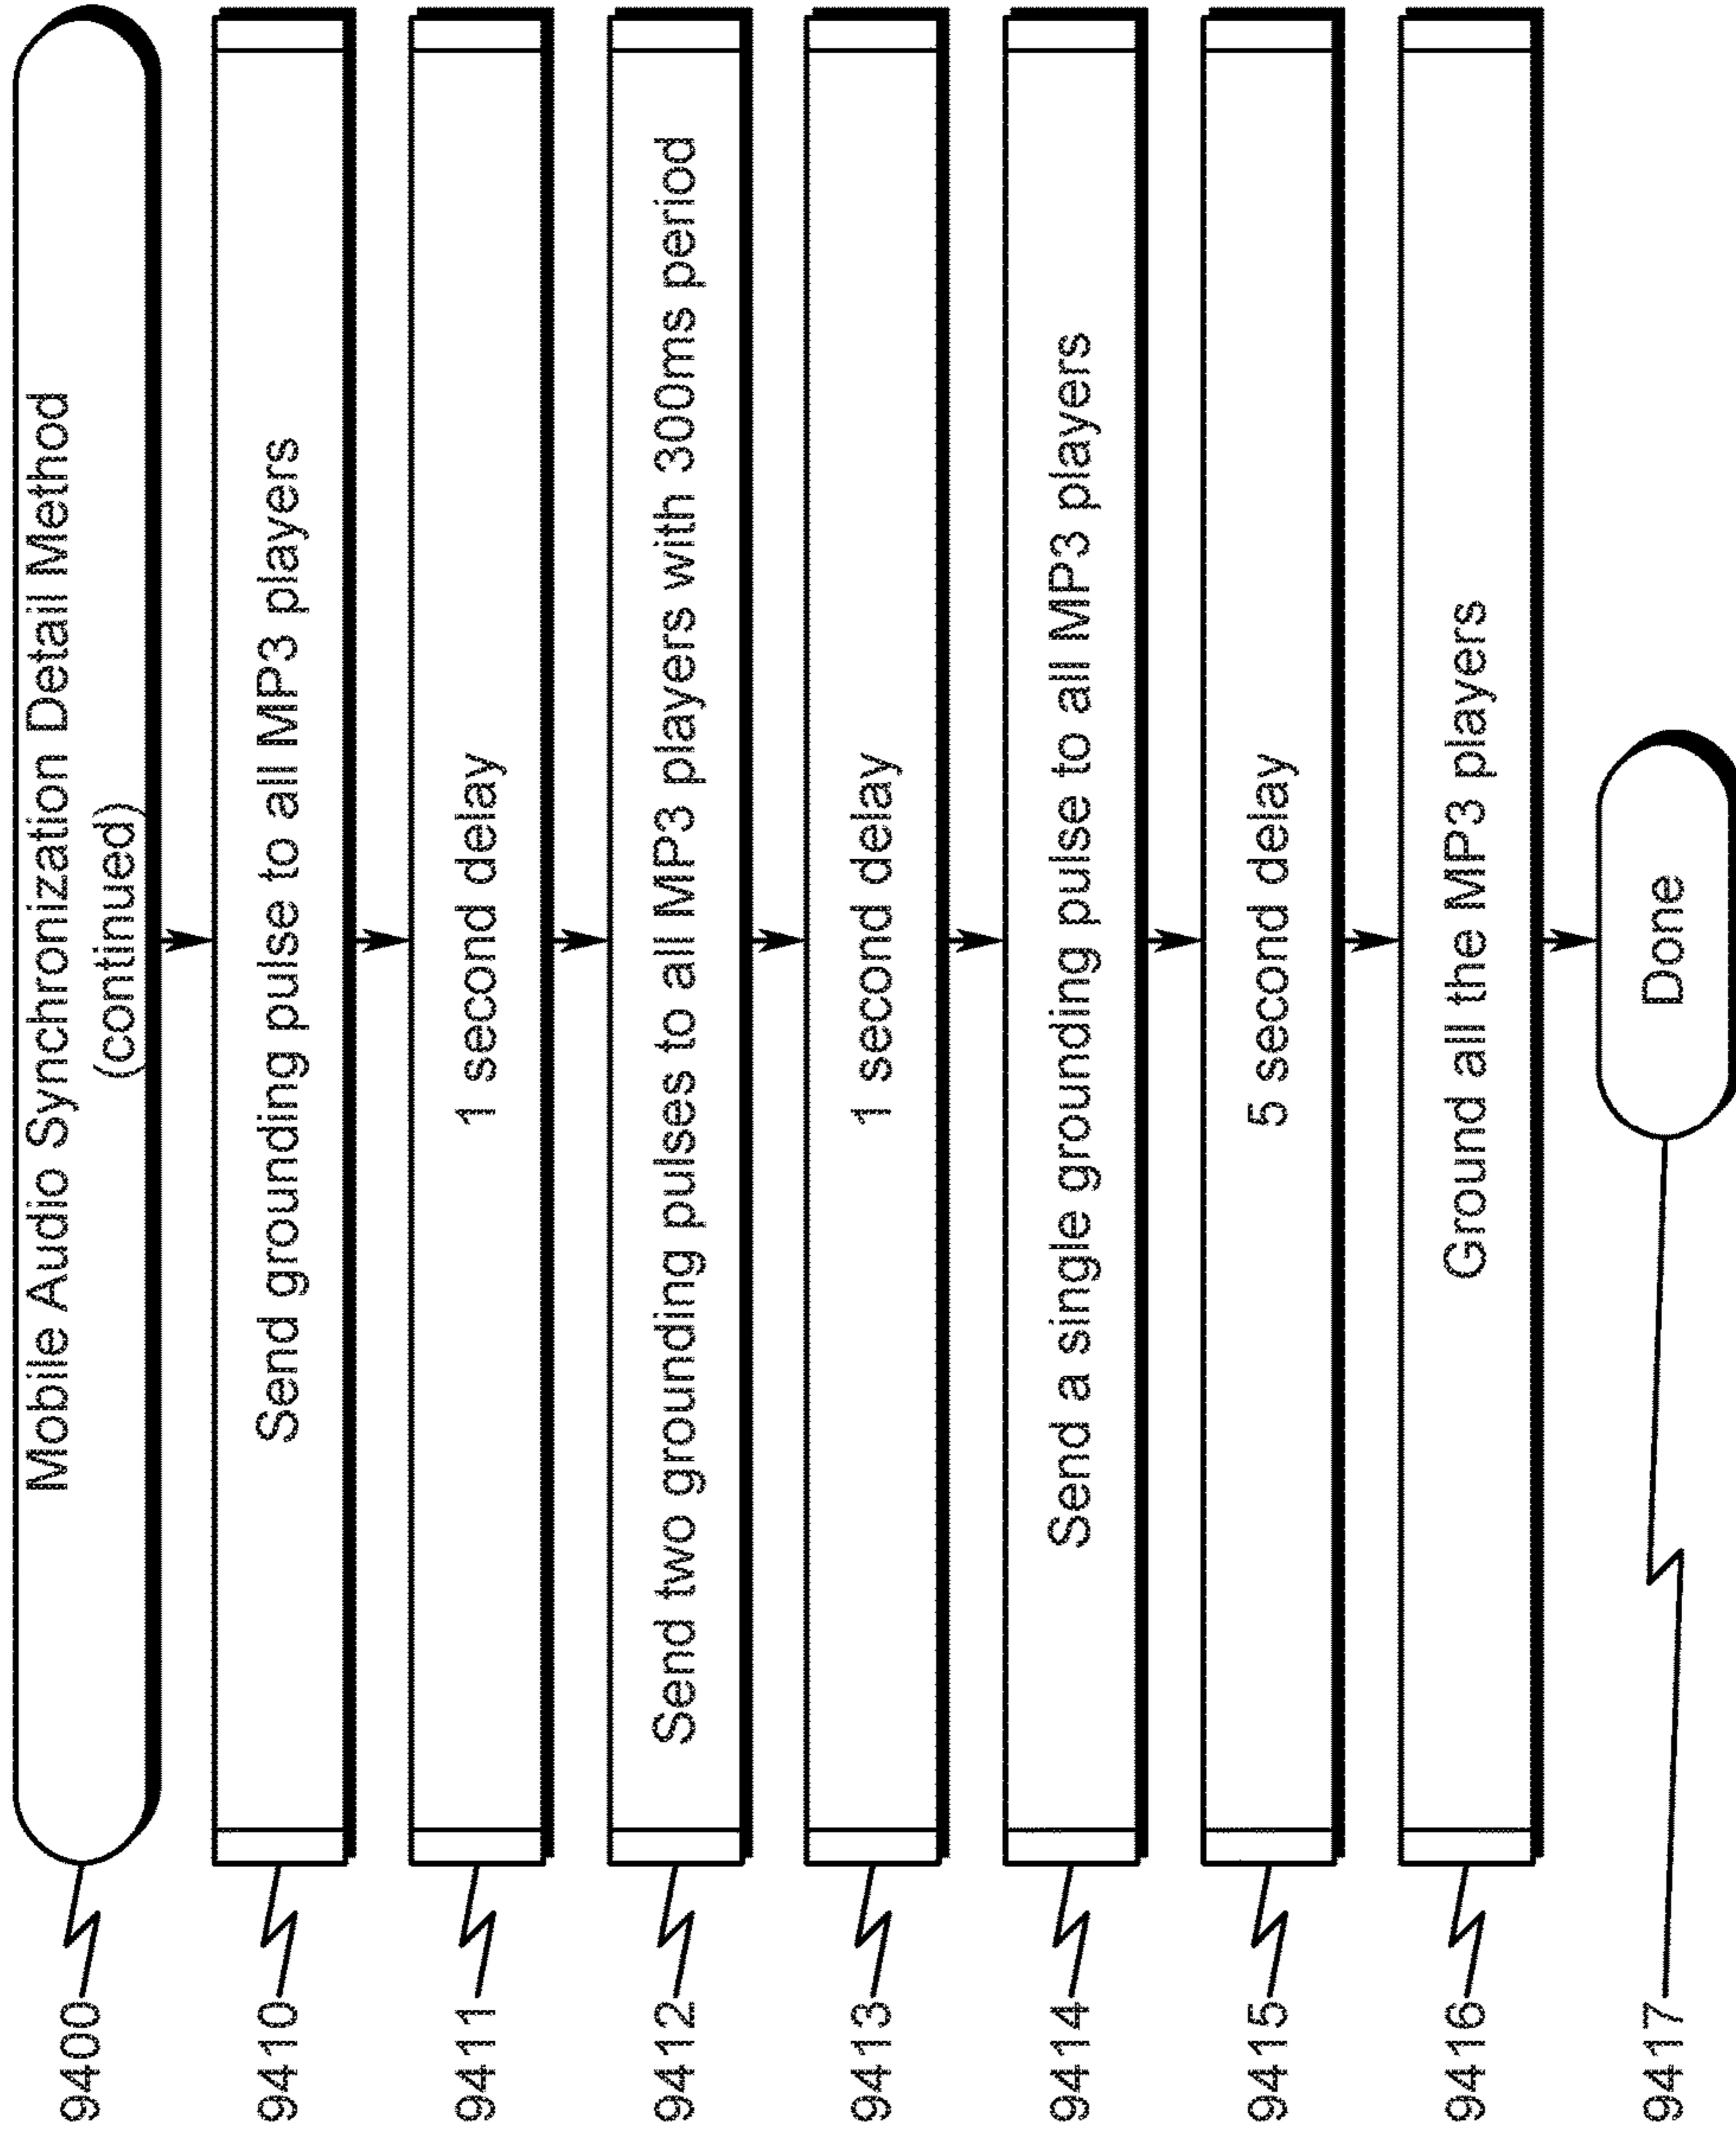 9400
Mobile Audio Synchronization Detail Method
(continued)
9410
Send grounding pulse to all MP3 players
9411
1 second delay
9412
Send two grounding pulses to all MP3 players with 300ms period
9413
1 second delay
9414
Send a single grounding pulse to all MP3 players
9415
5 second delay
9416
Ground all the MP3 players
9417
Done